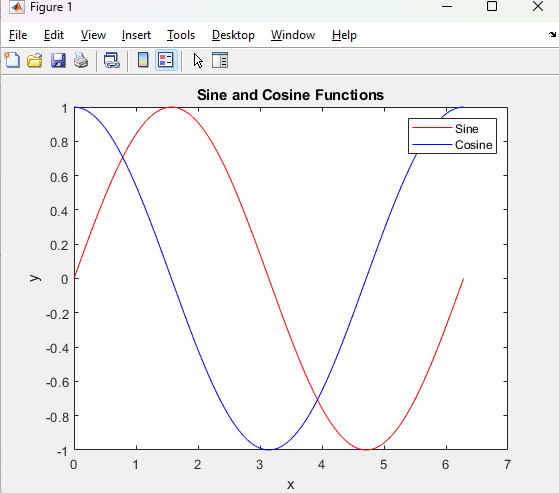 Figure 1
File Edit View Insert Tools Desktop Window Help
Sine and Cosine Functions
1
Sine
Cosine
0.8
0.6
0.4
0.2
0
y
-0.2
-0.4
-0.6
-0.8
-1
0 1 2 3 4 5 6 7
x